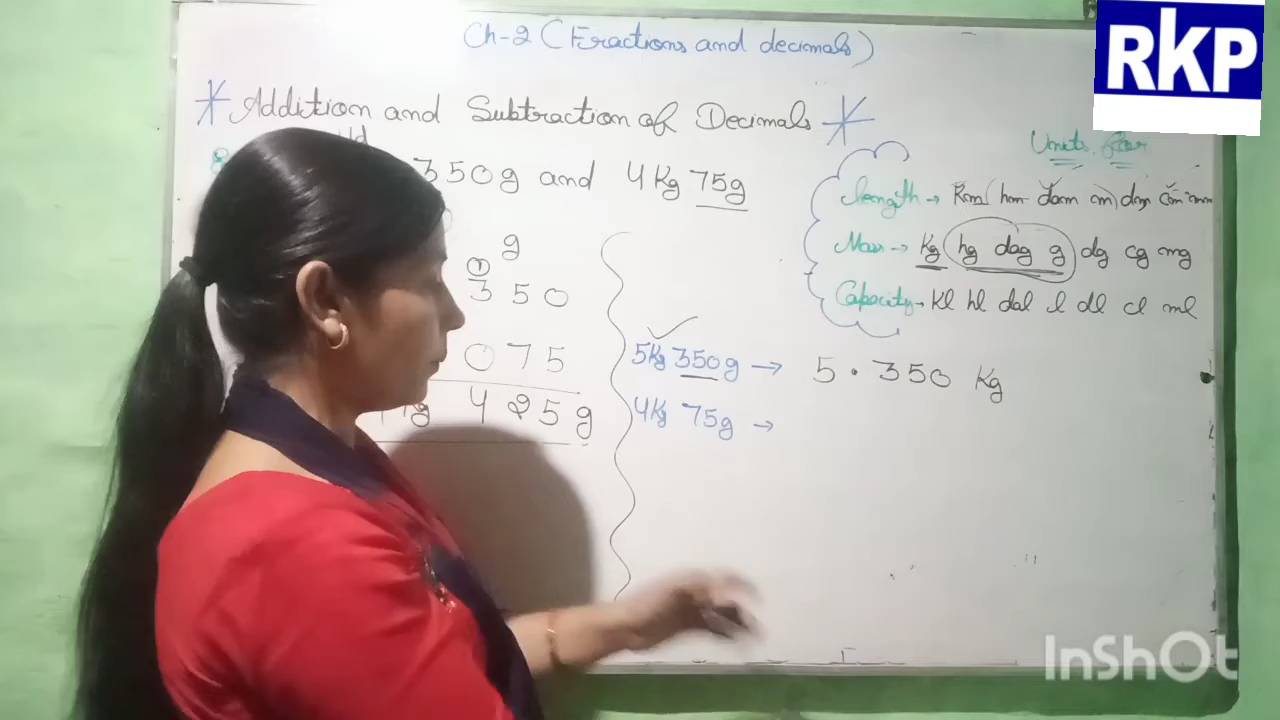 Ch-2 (Fractions and decimals)
RKP
* Addition and Subtraction of Decimals *
350g and 4Kg 75g
g
1
3 5 0
0 7 5
4 2 5 g
5Kg 350g → 5.350 Kg
4Kg 75g →
Units for
Length → Km hm dam m dm cm mm
Mass → Kg hg dag g dg cg mg
Capacity → Kl hl dal l dl cl ml
InShOt